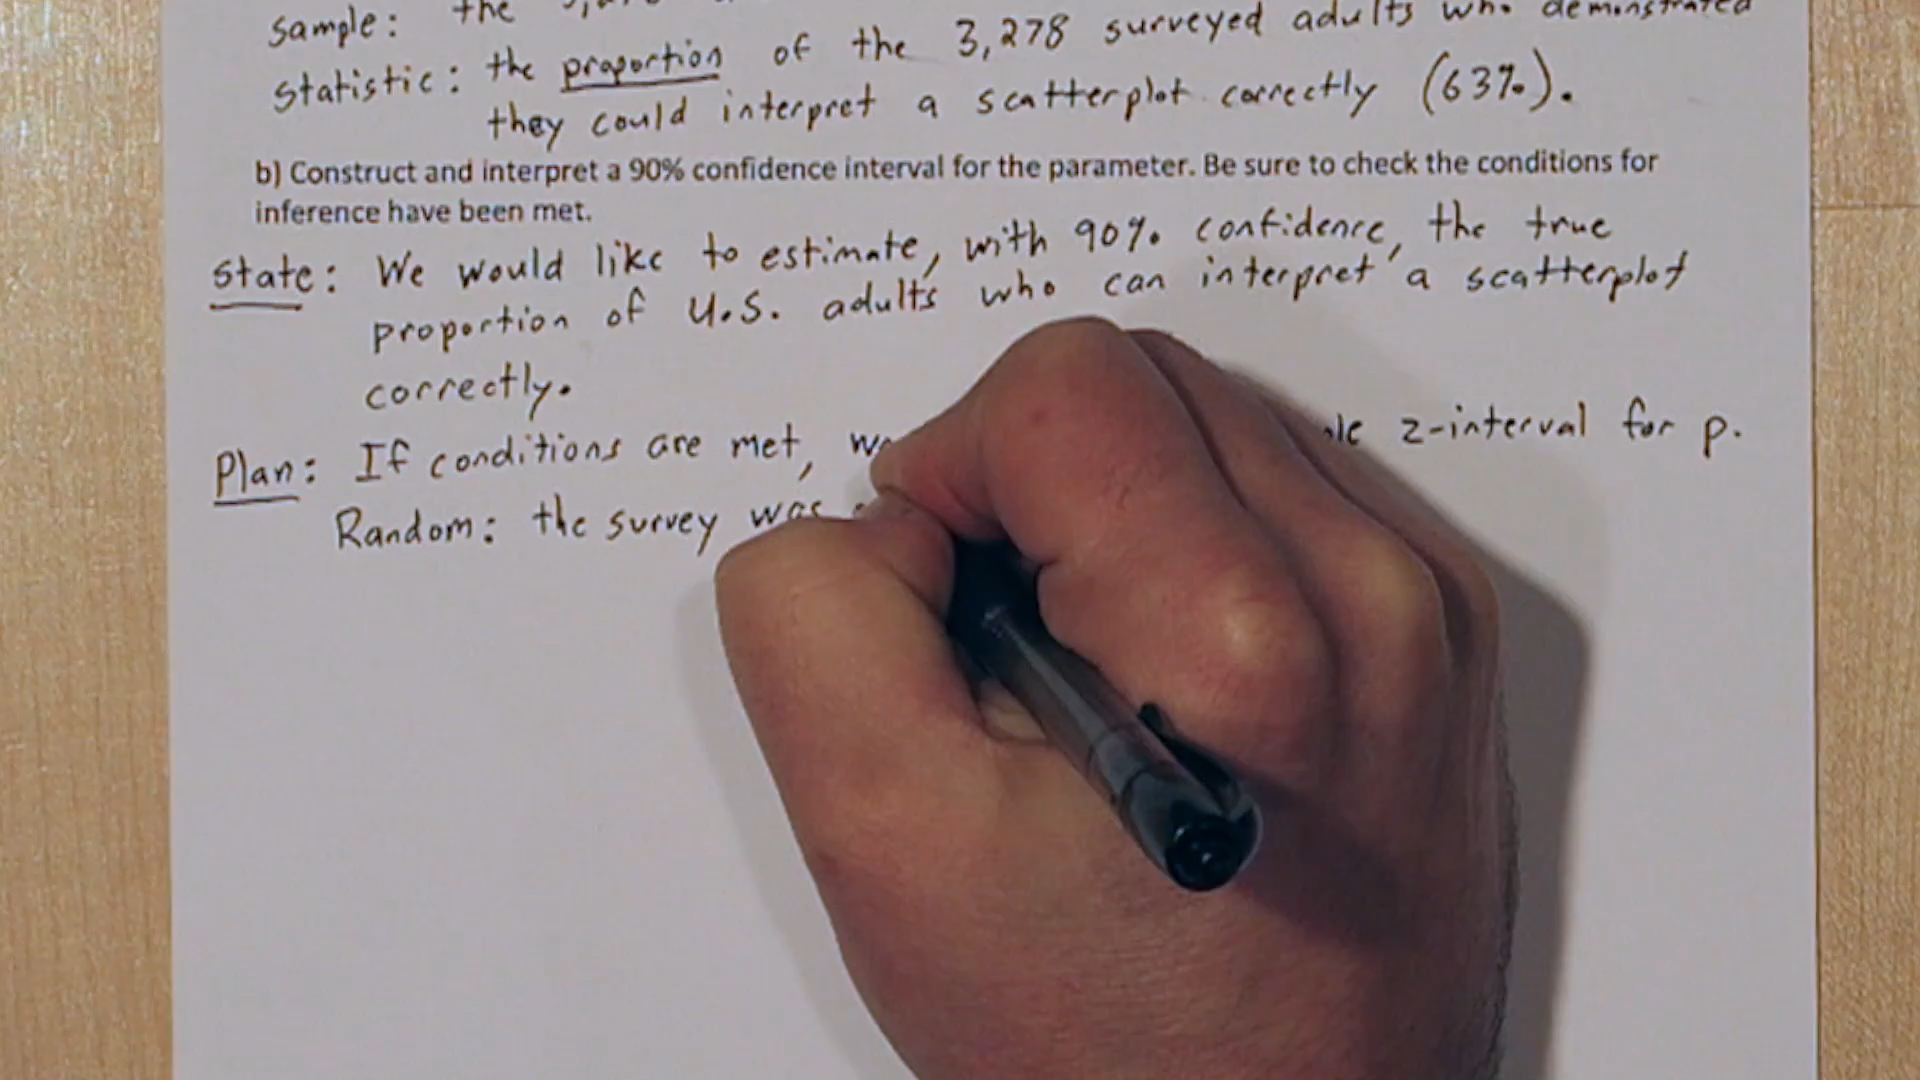 sample: the
statistic: the proportion of the 3,278 surveyed adults who demonstrated
they could interpret a scatterplot correctly (63%).
b) Construct and interpret a 90% confidence interval for the parameter. Be sure to check the conditions for
inference have been met.
State: We would like to estimate, with 90% confidence, the true
proportion of U.S. adults who can interpret a scatterplot
correctly.
Plan: If conditions are met, z-interval for p.
Random: the survey was